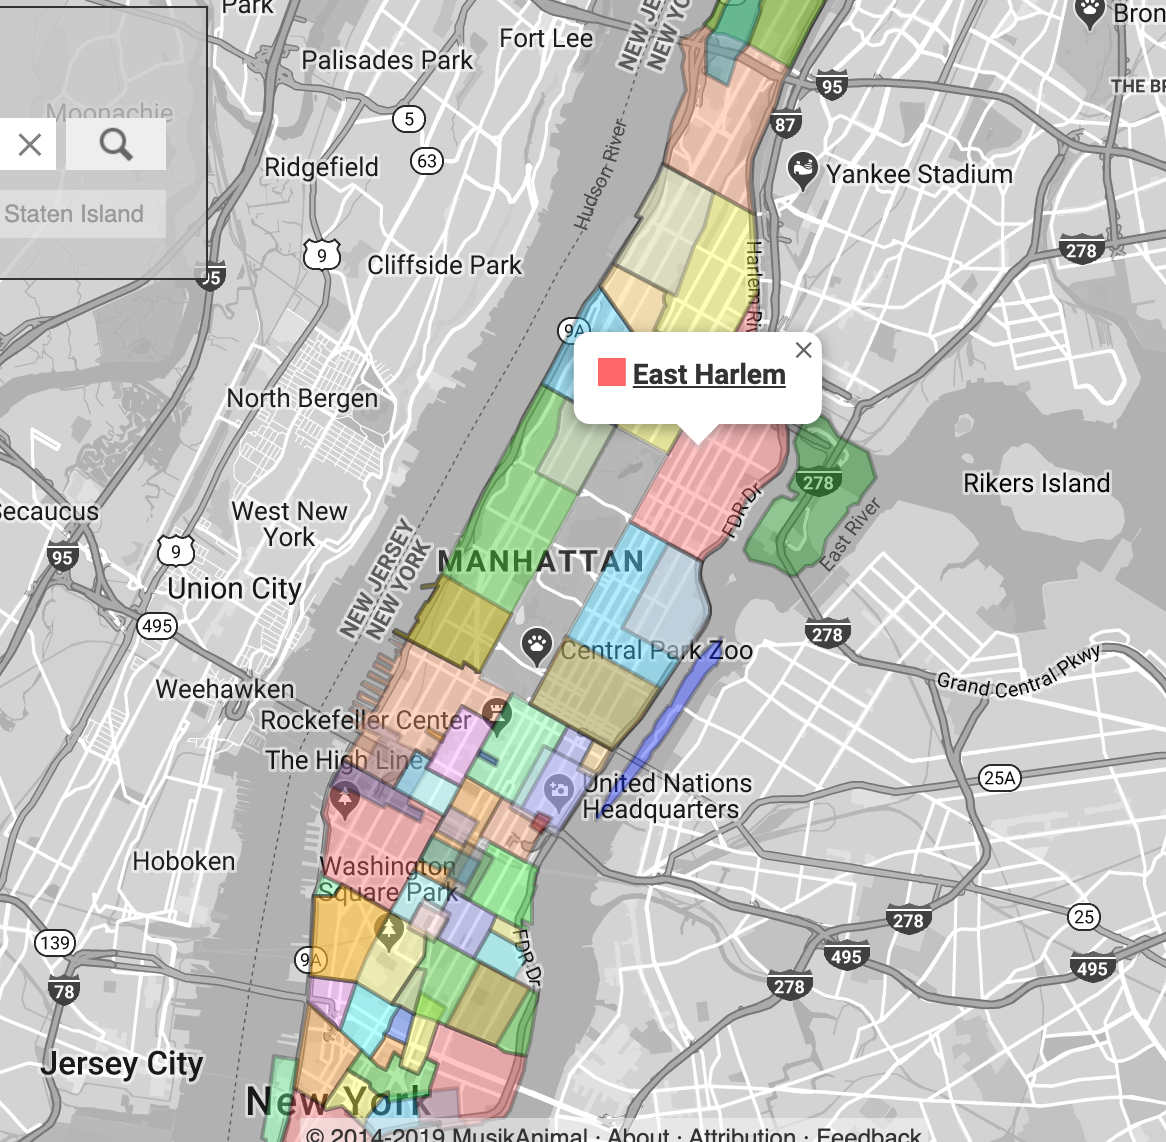 Park
Fort Lee
NEW JE
NEW YO
Bron
Palisades Park
95
THE BR
Moonachie
5
87
63
Ridgefield
Hudson River
Yankee Stadium
Staten Island
9
278
Cliffside Park
95
Harlem Ri
9A
East Harlem
North Bergen
278
Rikers Island
FDR Dr
East River
Secaucus
West New
York
95
9
NEW JERSEY
NEW YORK
MANHATTAN
Union City
495
278
Central Park Zoo
Grand Central Pkwy
Weehawken
Rockefeller Center
The High Line
25A
United Nations
Headquarters
Hoboken
Washington
Square Park
278
25
139
9A
FDR Dr
495
495
78
278
Jersey City
New York
© 2014-2019 MusikAnimal · About · Attribution · Feedback